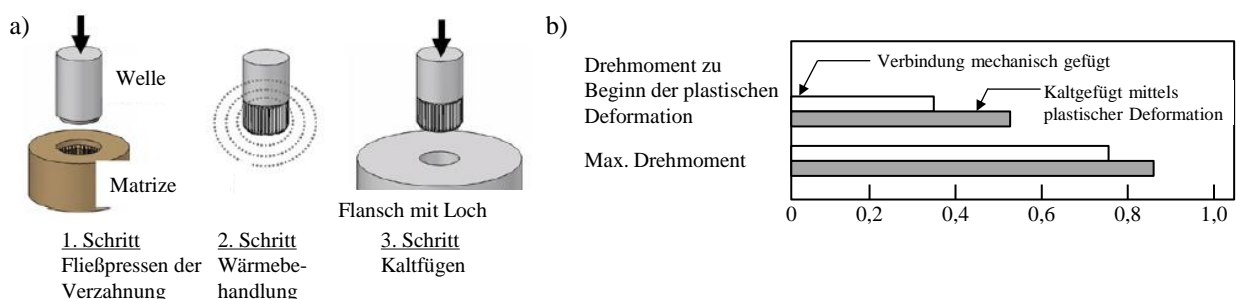 a)
Welle
Matrize
Flansch mit Loch
1. Schritt
Fließpressen der
Verzahnung
2. Schritt
Wärmebe-
handlung
3. Schritt
Kaltfügen
b)
Drehmoment zu
Beginn der plastischen
Deformation
Verbindung mechanisch gefügt
Kaltgefügt mittels
plastischer Deformation
Max. Drehmoment
0 0,2 0,4 0,6 0,8 1,0